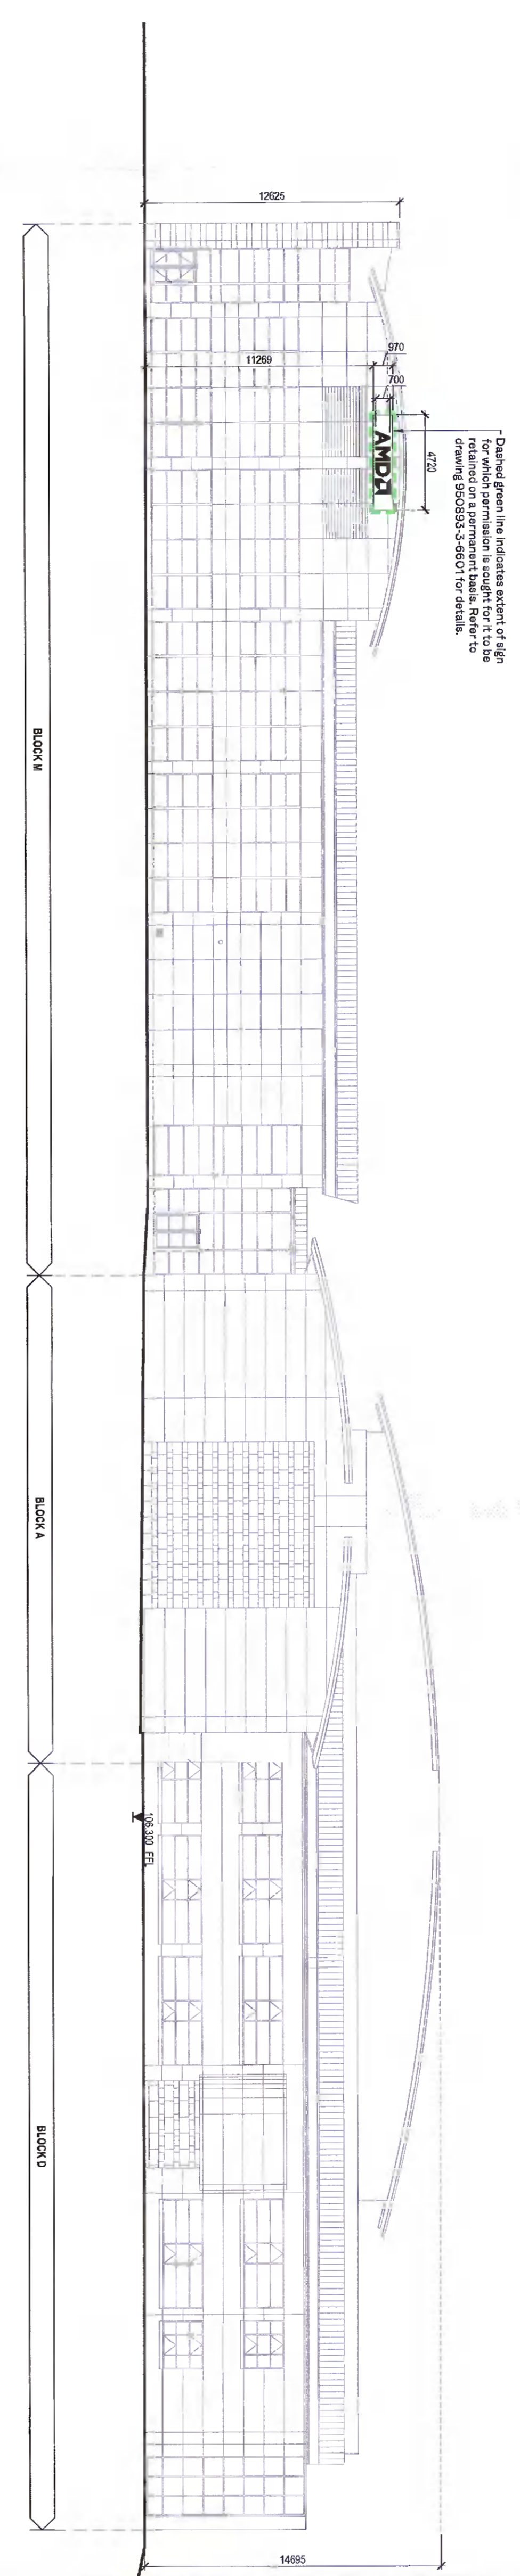 12625
970
11269
700
4720
AMD
Dashed green line indicates extent of sign
for which permission is sought for it to be
retained on a permanent basis. Refer to
drawing 950893-3-6601 for details.
BLOCK M
BLOCK A
106.300 FFL
BLOCK D
14695